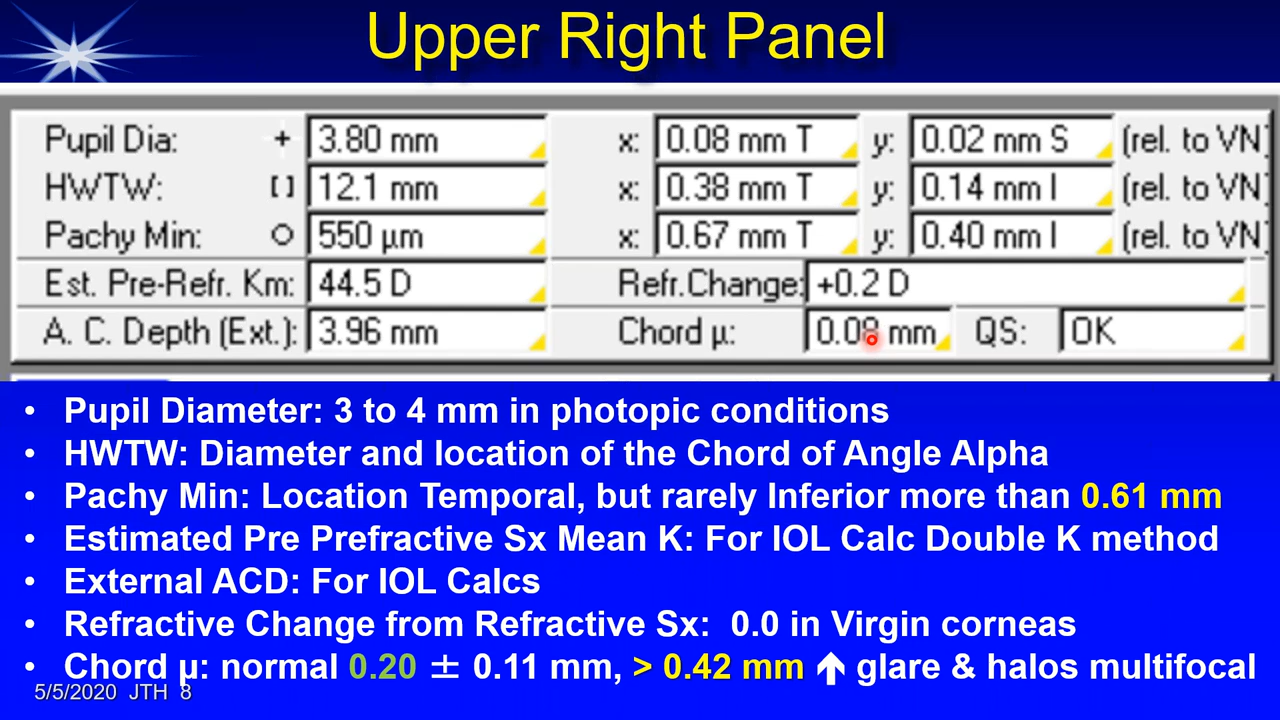 Upper Right Panel
Pupil Dia: + 3.80 mm x: 0.08 mm T y: 0.02 mm S (rel. to VN)
HWTW: [ ] 12.1 mm x: 0.38 mm T y: 0.14 mm I (rel. to VN)
Pachy Min: O 550 µm x: 0.67 mm T y: 0.40 mm I (rel. to VN)
Est. Pre-Refr. Km: 44.5 D Refr.Change: +0.2 D
A. C. Depth (Ext.): 3.96 mm Chord µ: 0.08 mm QS: OK
• Pupil Diameter: 3 to 4 mm in photopic conditions
• HWTW: Diameter and location of the Chord of Angle Alpha
• Pachy Min: Location Temporal, but rarely Inferior more than 0.61 mm
• Estimated Pre Prefractive Sx Mean K: For IOL Calc Double K method
• External ACD: For IOL Calcs
• Refractive Change from Refractive Sx: 0.0 in Virgin corneas
• Chord µ: normal 0.20 ± 0.11 mm, > 0.42 mm ⬆ glare & halos multifocal
5/5/2020 JTH 8